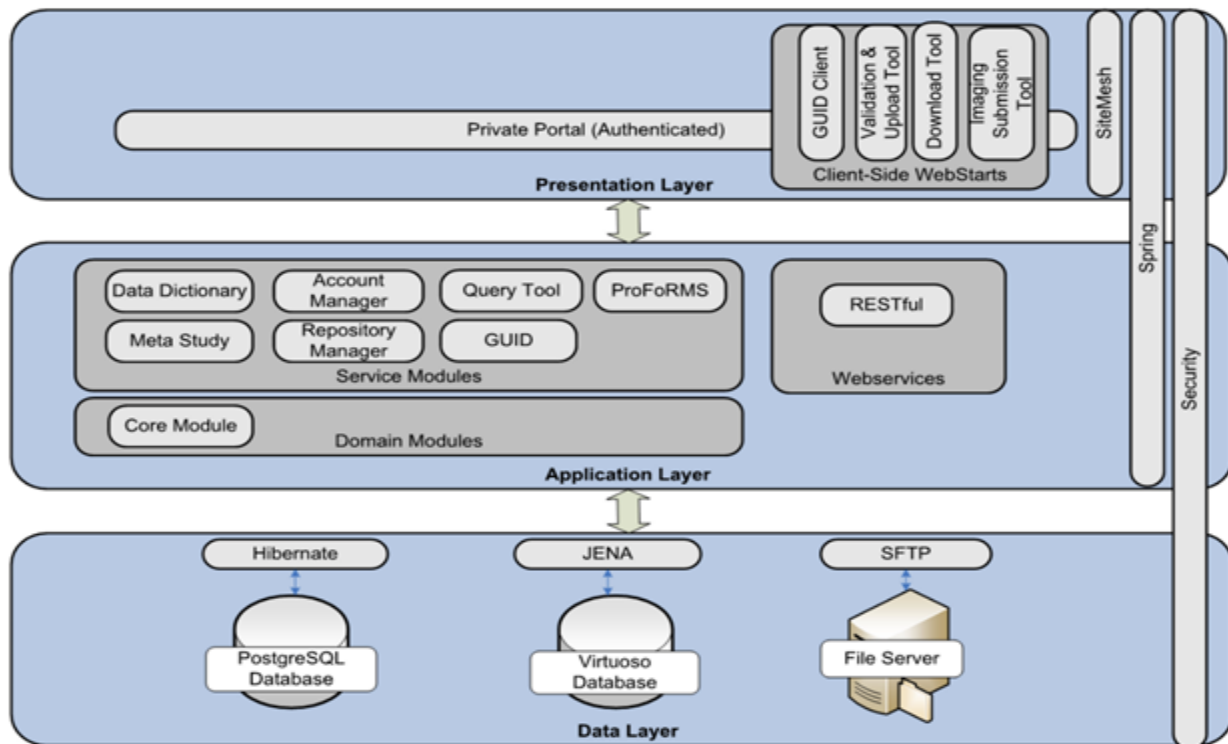 GUID Client
Validation &
Upload Tool
Download Tool
Imaging
Submission
Tool
SiteMesh
Private Portal (Authenticated)
Client-Side WebStarts
Presentation Layer
Spring
Security
Data Dictionary
Account
Manager
Query Tool
ProFoRMS
RESTful
Meta Study
Repository
Manager
GUID
Service Modules
Webservices
Core Module
Domain Modules
Application Layer
Hibernate
JENA
SFTP
PostgreSQL
Database
Virtuoso
Database
File Server
Data Layer